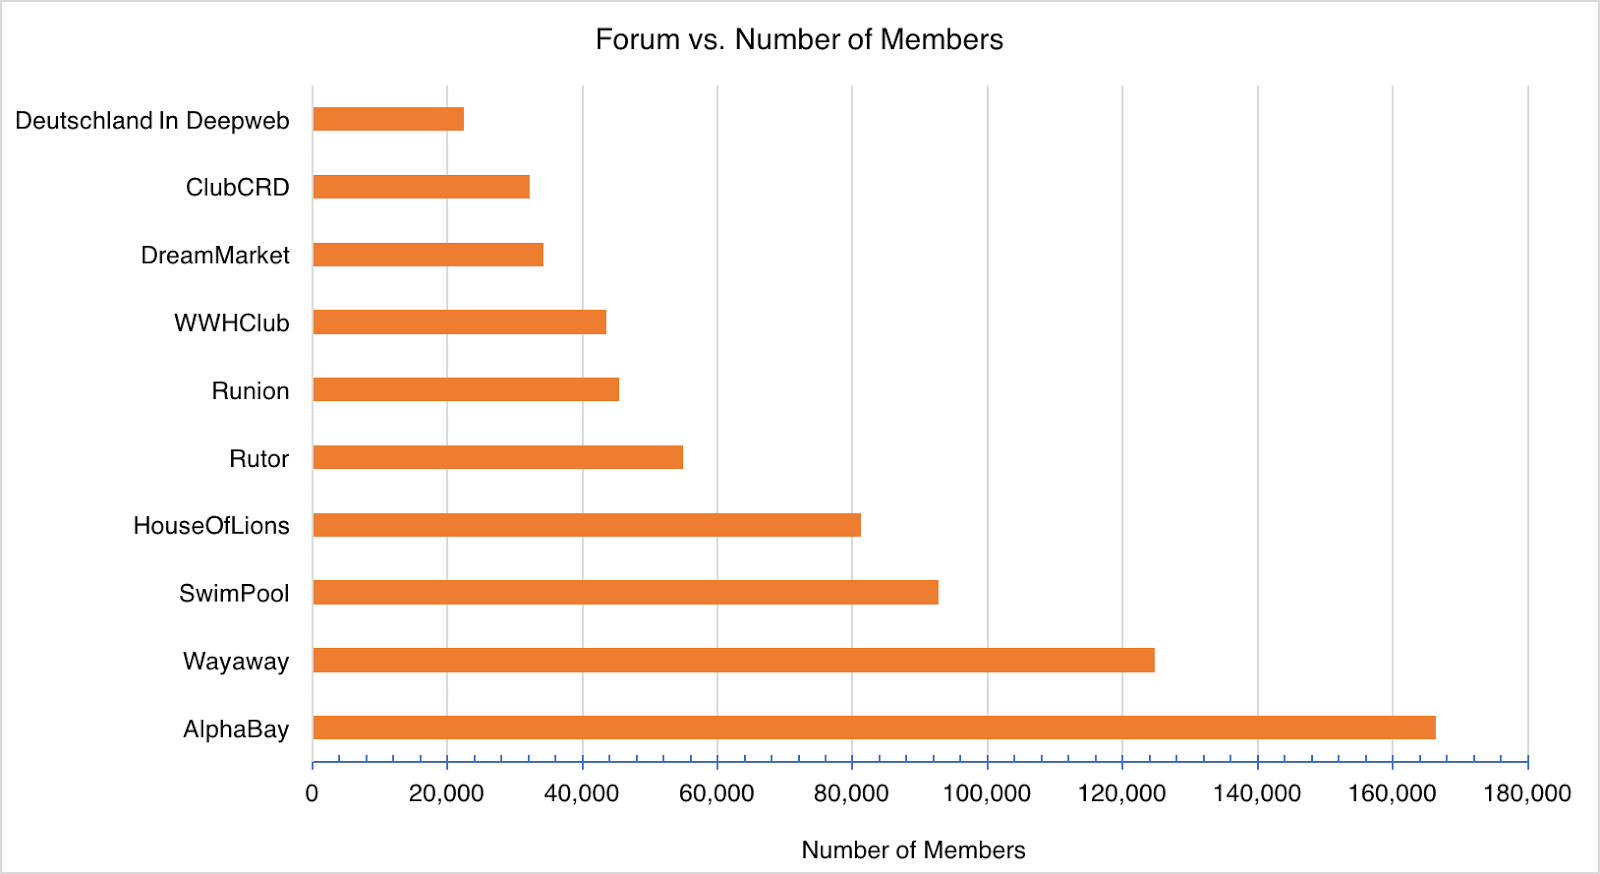 Forum vs. Number of Members
Deutschland In Deepweb
ClubCRD
DreamMarket
WWHClub
Runion
Rutor
HouseOfLions
SwimPool
Wayaway
AlphaBay
0 20,000 40,000 60,000 80,000 100,000 120,000 140,000 160,000 180,000
Number of Members